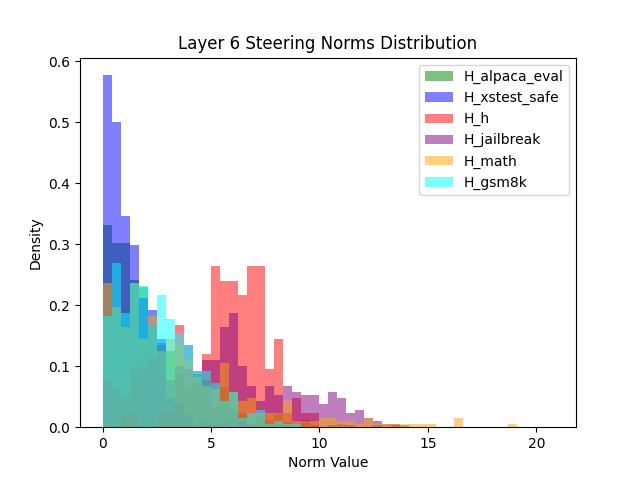 Layer 6 Steering Norms Distribution
H_alpaca_eval
H_xstest_safe
H_h
H_jailbreak
H_math
H_gsm8k
Density
0.6
0.5
0.4
0.3
0.2
0.1
0.0
0 5 10 15 20
Norm Value